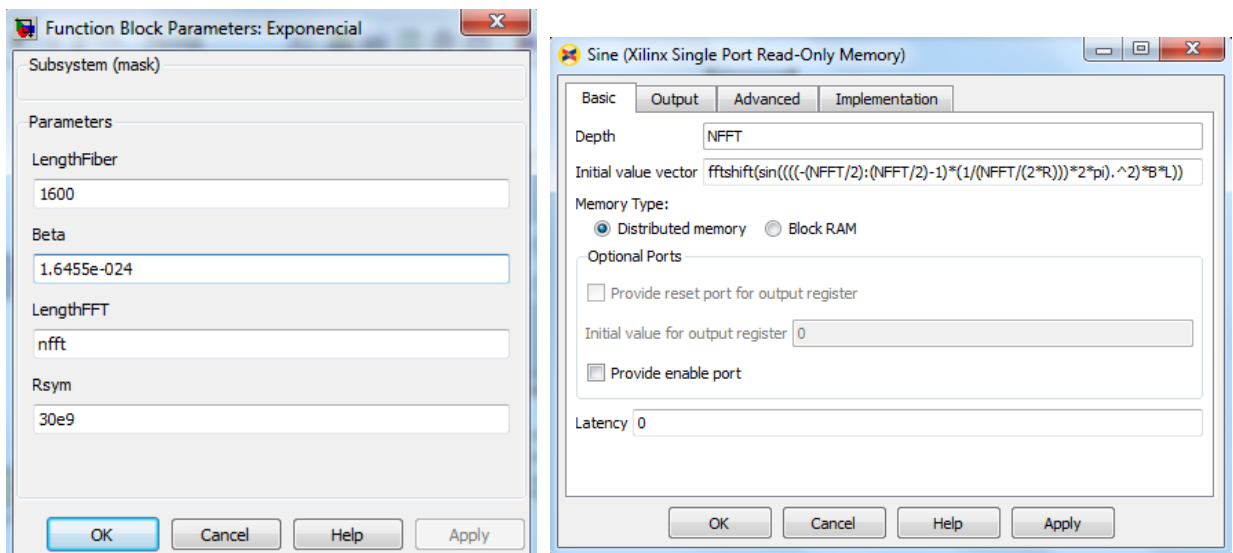 Function Block Parameters: Exponencial
Subsystem (mask)
Parameters
LengthFiber
1600
Beta
1.6455e-024
LengthFFT
nfft
Rsym
30e9
OK Cancel Help Apply
Sine (Xilinx Single Port Read-Only Memory)
Basic Output Advanced Implementation
Depth NFFT
Initial value vector fftshift(sin((((-(NFFT/2):(NFFT/2)-1)*(1/(NFFT/(2*R)))*2*pi).^2)*B*L))
Memory Type:
Distributed memory Block RAM
Optional Ports
Provide reset port for output register
Initial value for output register 0
Provide enable port
Latency 0
OK Cancel Help Apply